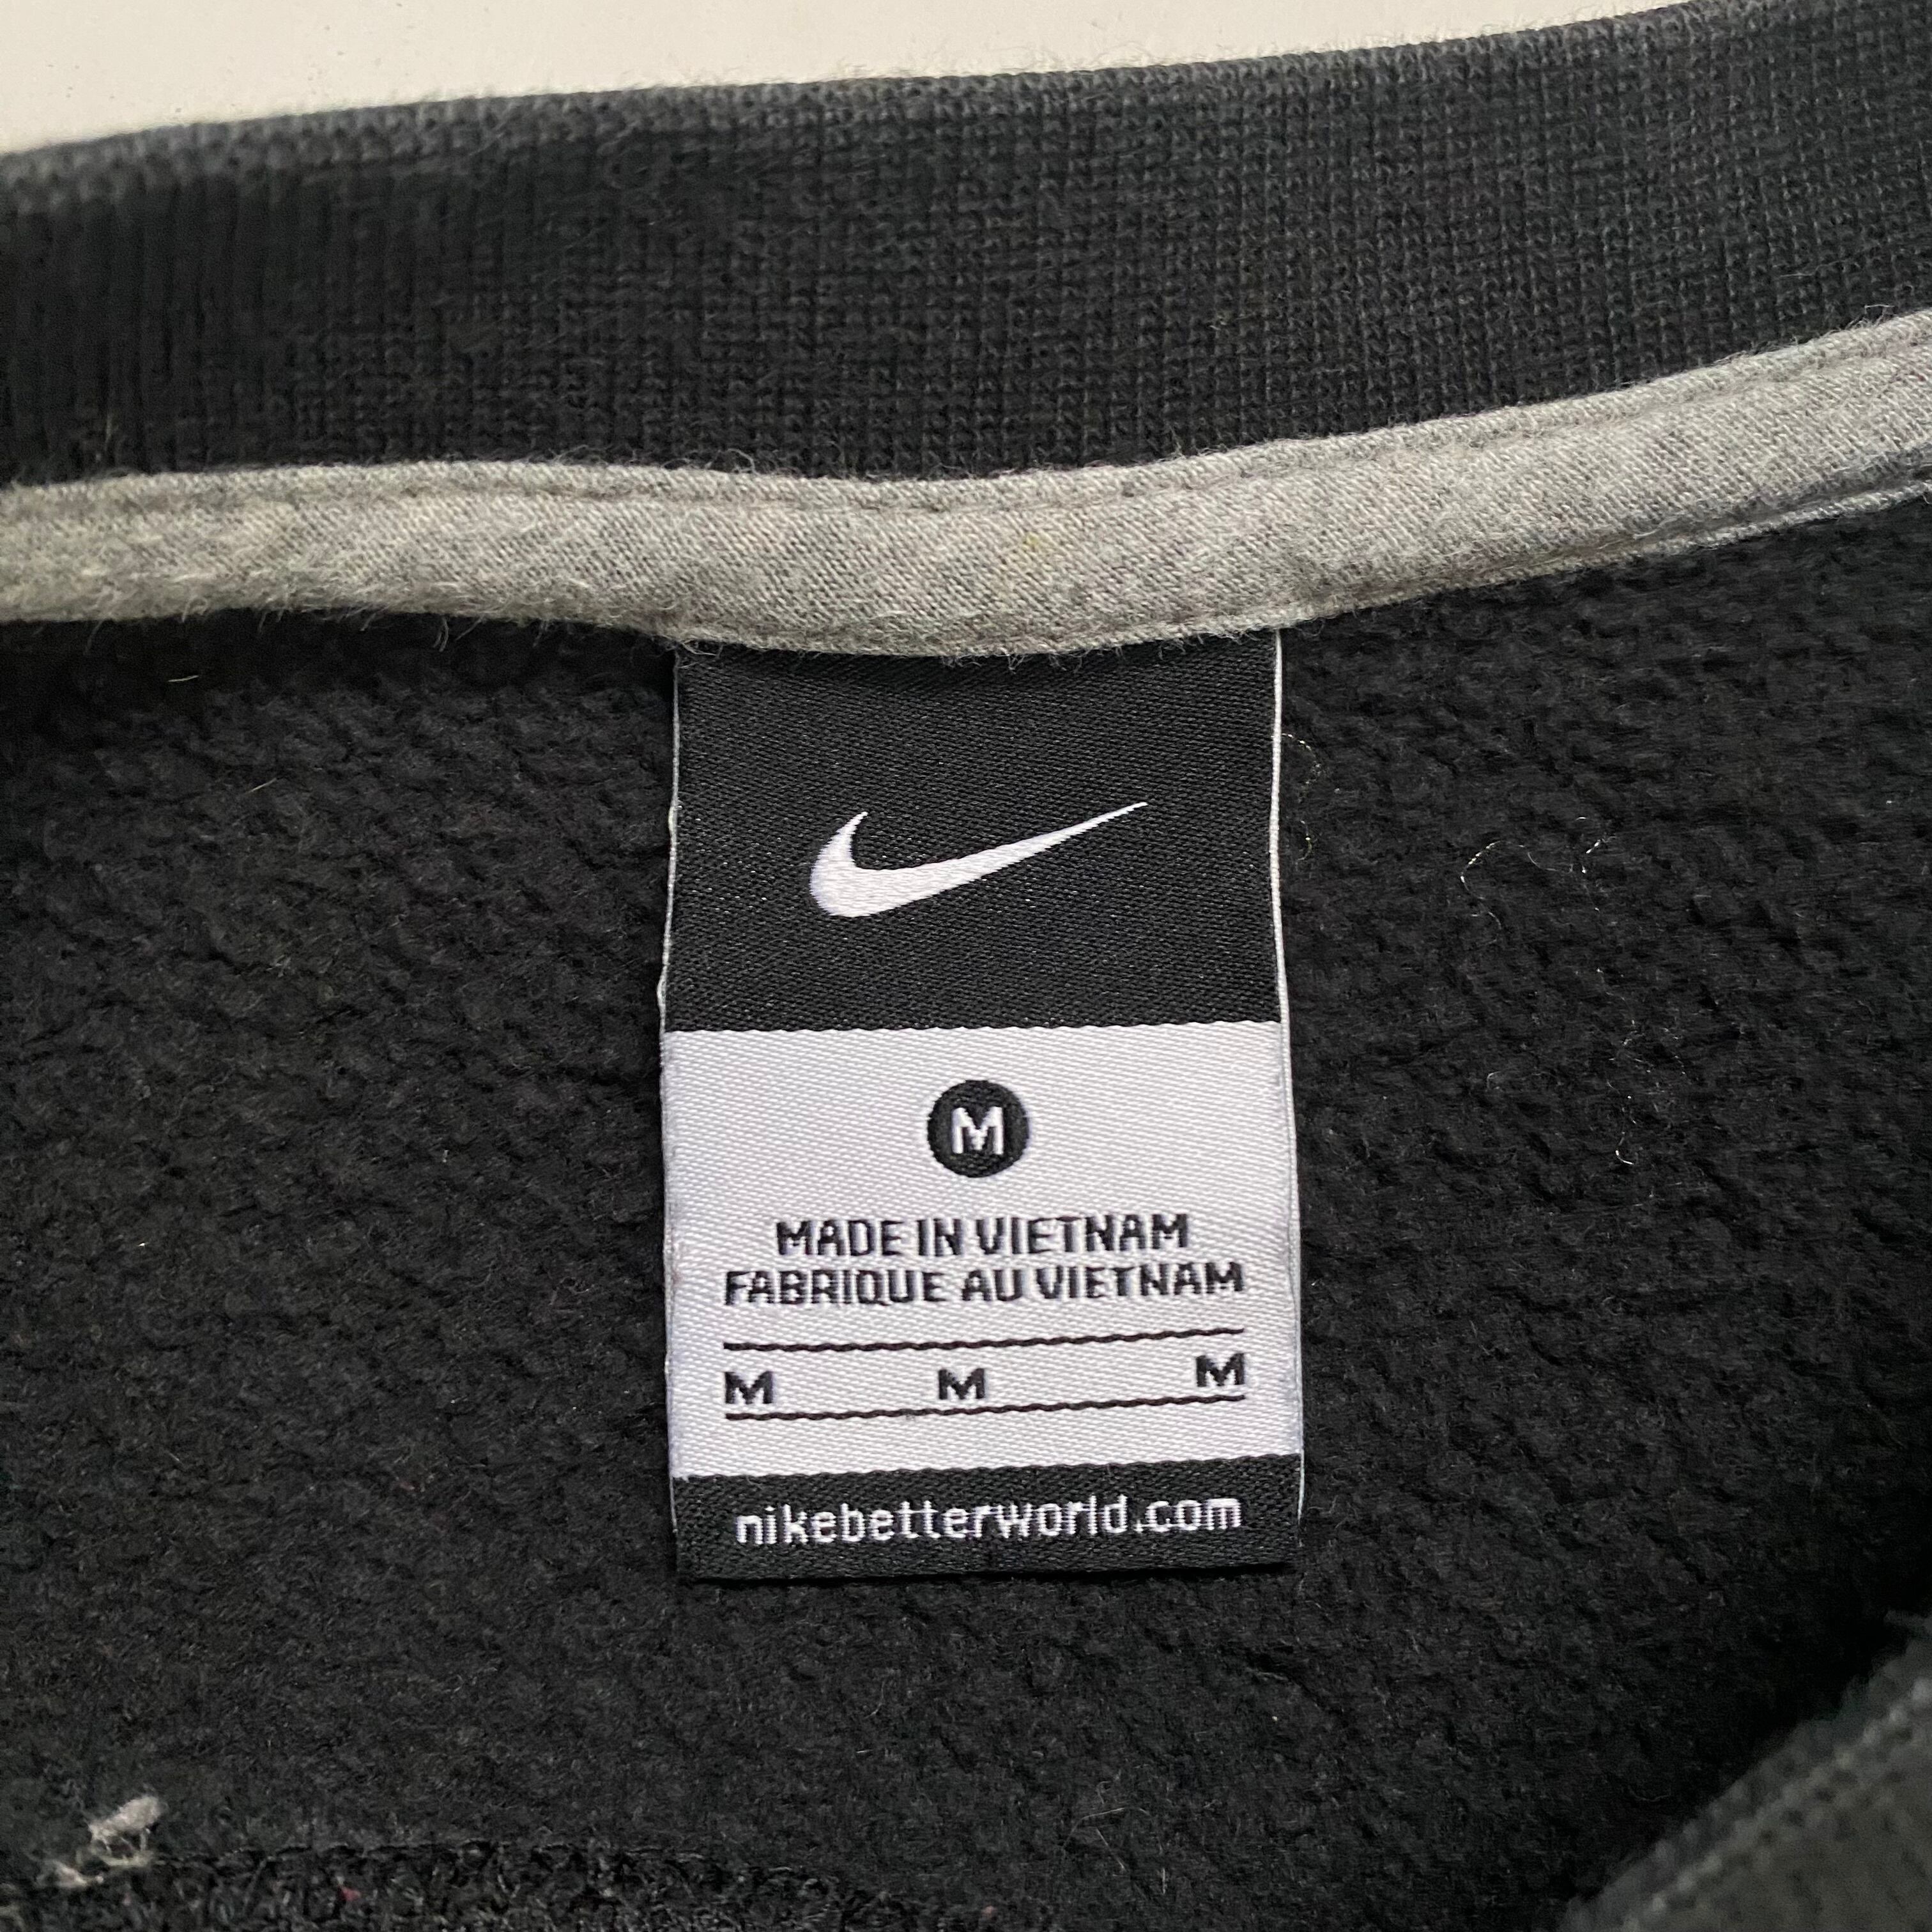 M
MADE IN VIETNAM
FABRIQUE AU VIETNAM
M M M
nikebetterworld.com